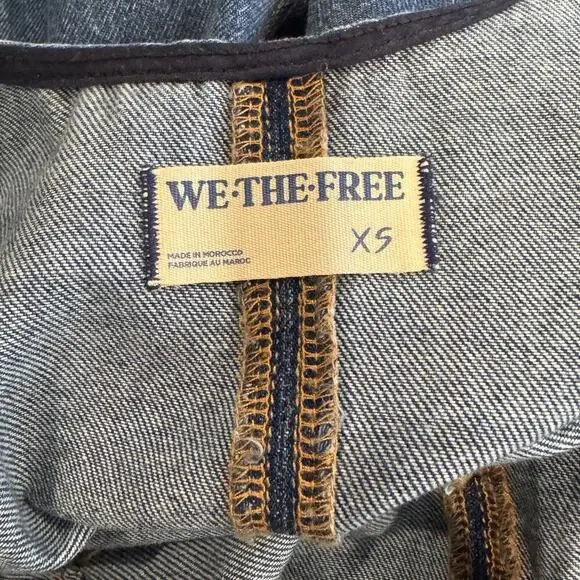 WE•THE•FREE
XS
MADE IN MOROCCO
FABRIQUE AU MAROC